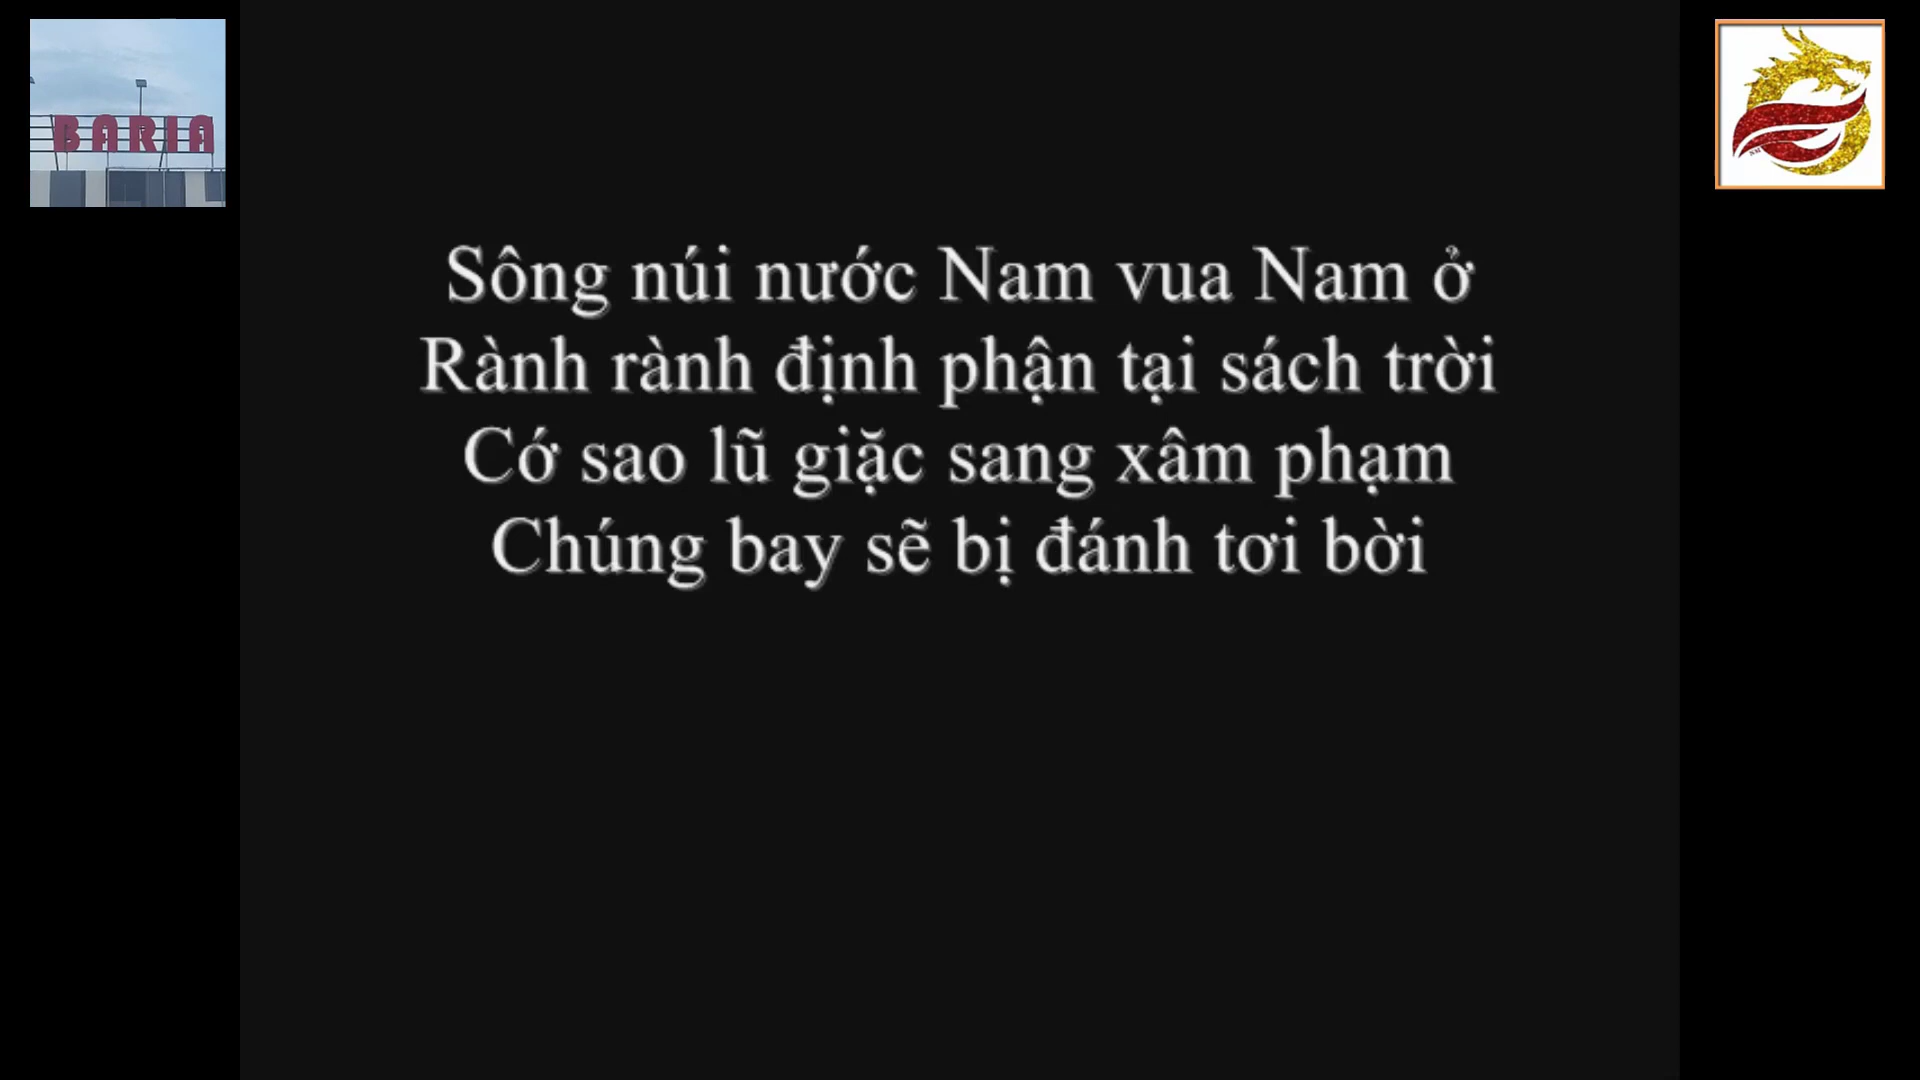 BARIA
Sông núi nước Nam vua Nam ở
Rành rành định phận tại sách trời
Cớ sao lũ giặc sang xâm phạm
Chúng bay sẽ bị đánh tơi bời